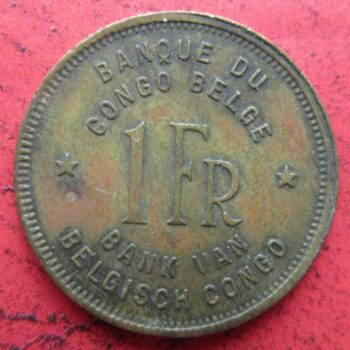 BANQUE DU
CONGO BELGE
1 FR
BANK VAN
BELGISCH CONGO